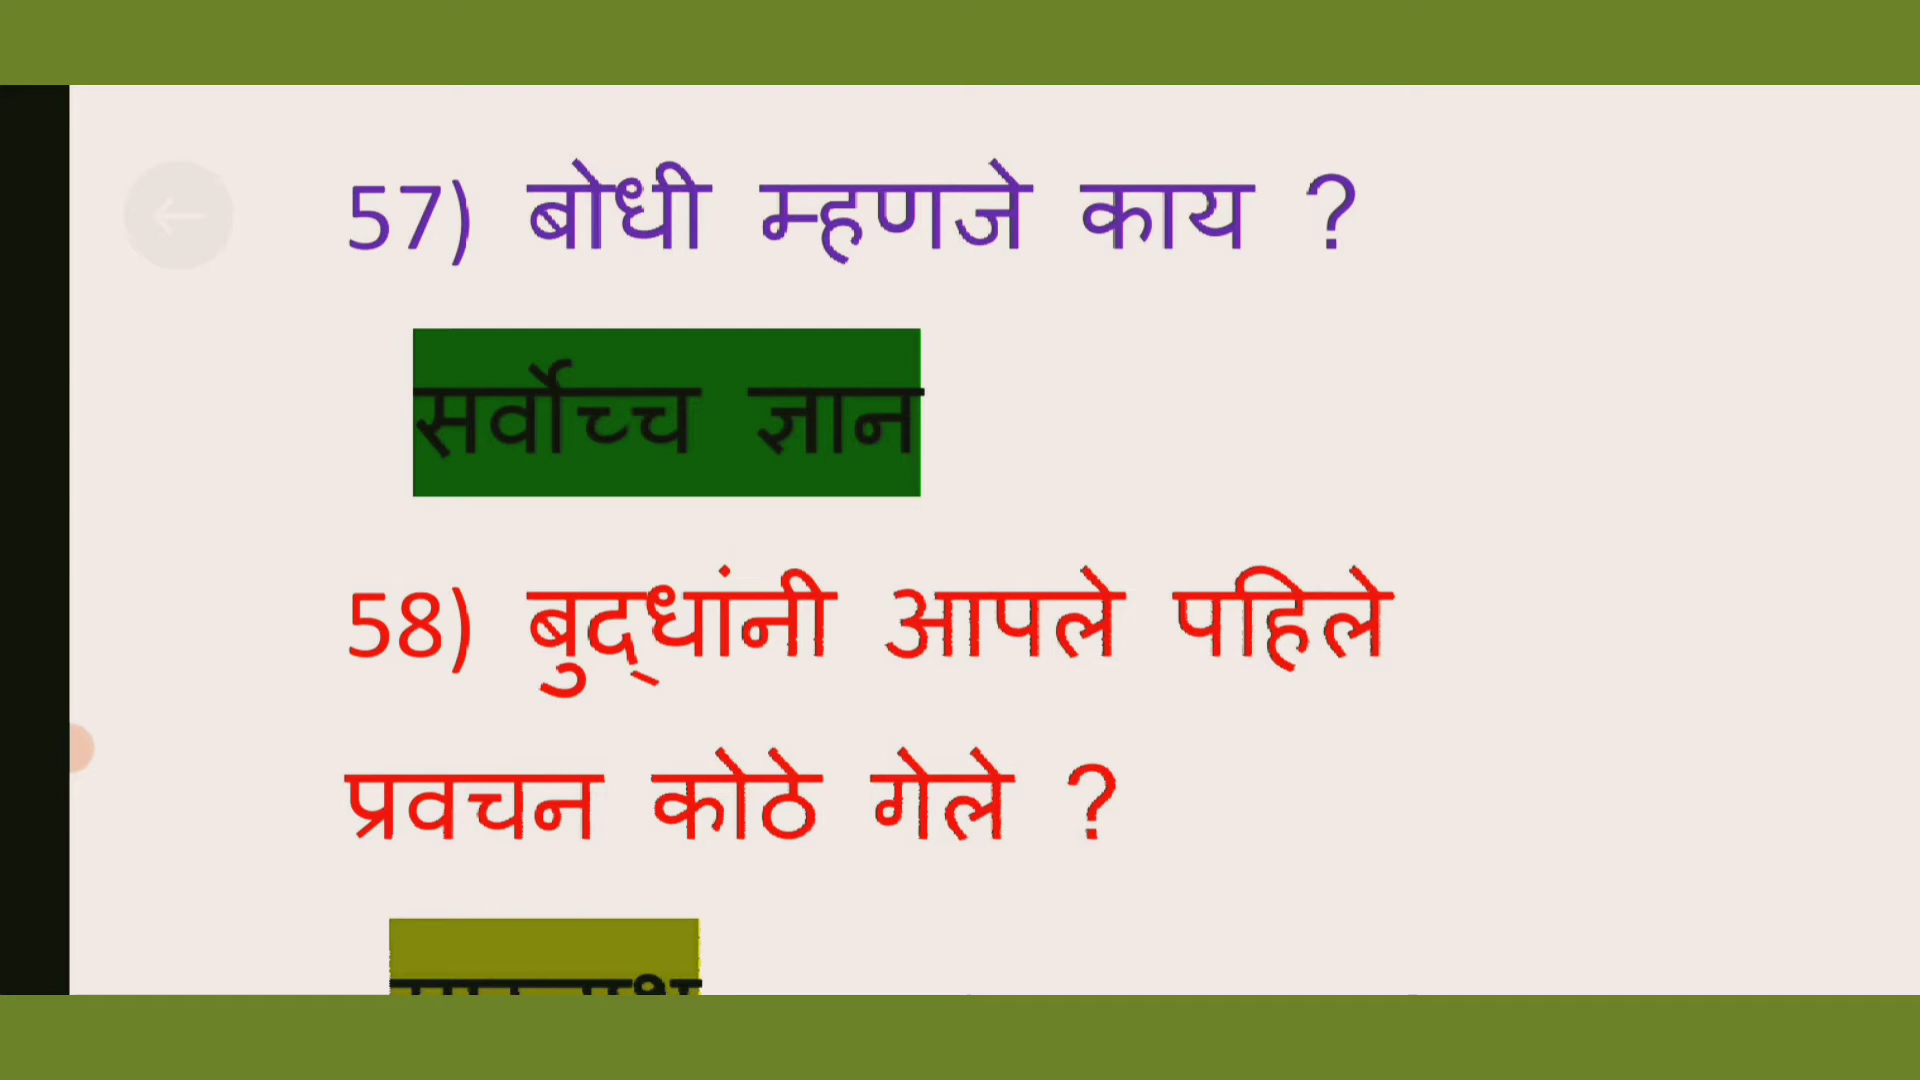 57) बोधी म्हणजे काय ?
सर्वोच्च ज्ञान
58) बुद्‌धांनी आपले पहिले
प्रवचन कोठे गेले ?